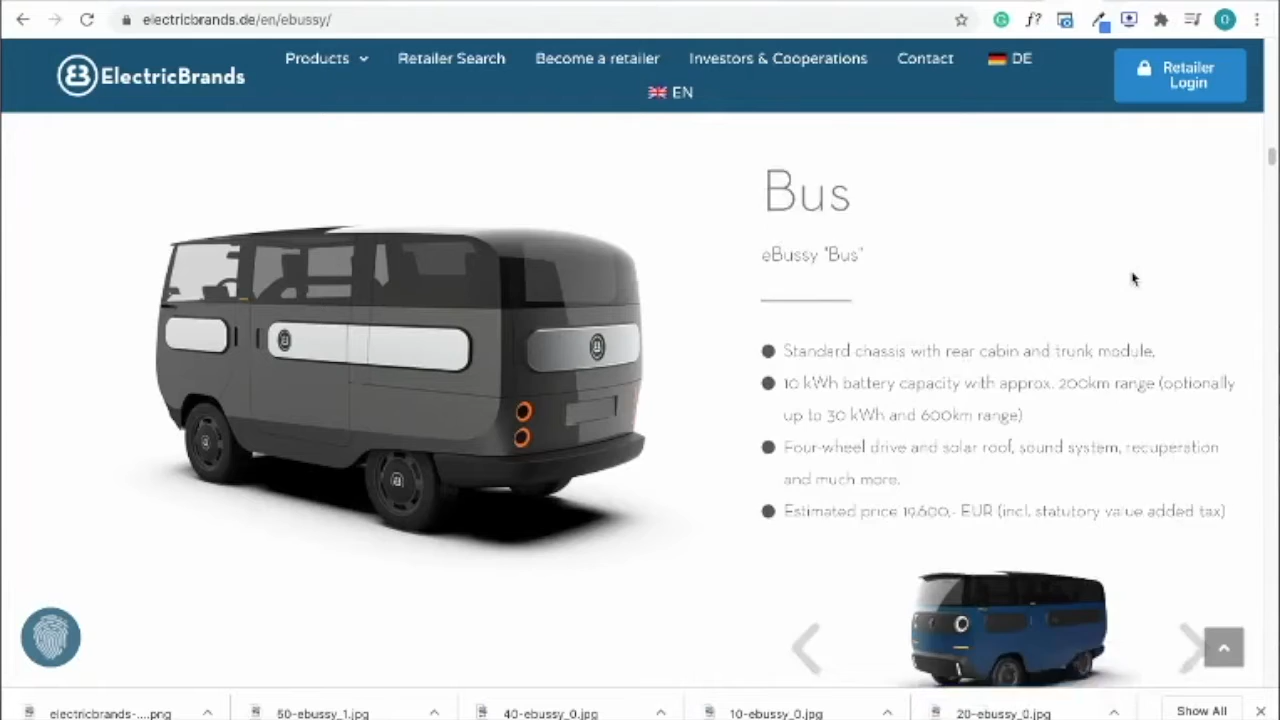 electricbrands.de/en/ebussy/
f?
O
ElectricBrands
Products
Retailer Search
Become a retailer
Investors & Cooperations
Contact
DE
EN
Retailer
Login
Bus
eBussy "Bus"
Standard chassis with rear cabin and trunk module,
10 kWh battery capacity with approx. 200km range (optionally
up to 30 kWh and 600km range)
Four-wheel drive and solar roof, sound system, recuperation
and much more.
Estimated price 19.600,- EUR (incl. statutory value added tax)
electricbrands-....png
50-ebussy_1.jpg
40-ebussy_0.jpg
10-ebussy_0.jpg
20-ebussy_0.jpg
Show All